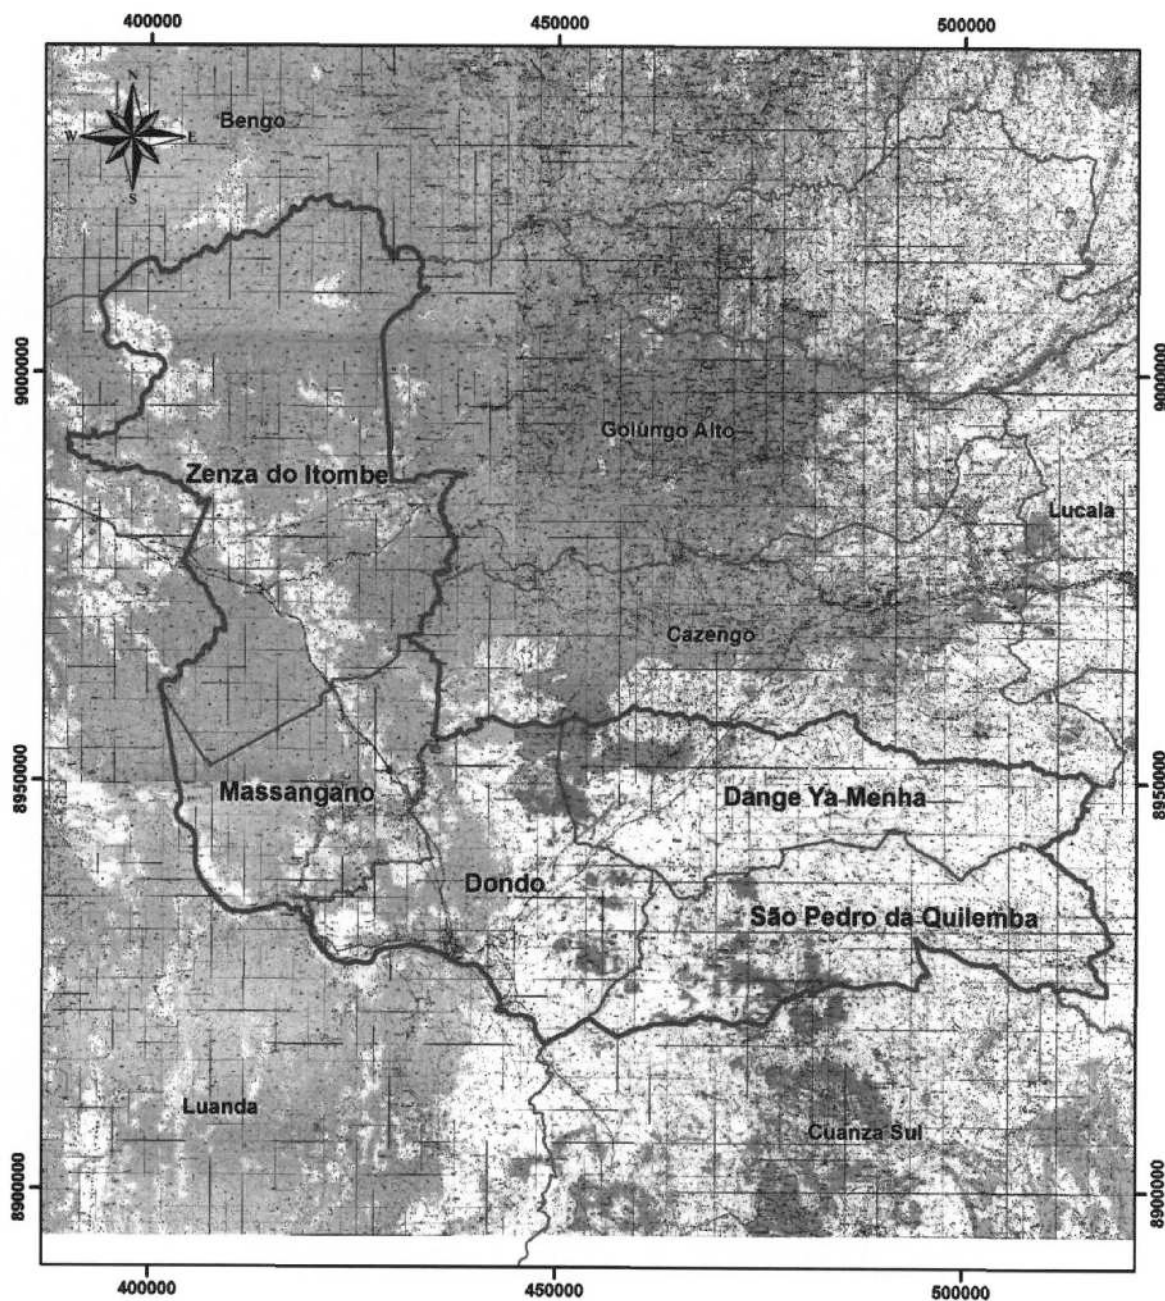 400000
450000
500000
N
Bengo
W
E
S
9000000
9000000
Golungo Alto
Zenza do Itombe
Lucala
Cazengo
8950000
8950000
Massangano
Dange Ya Menha
Dondo
São Pedro da Quilemba
Luanda
Cuanza Sul
8900000
8900000
400000
450000
500000